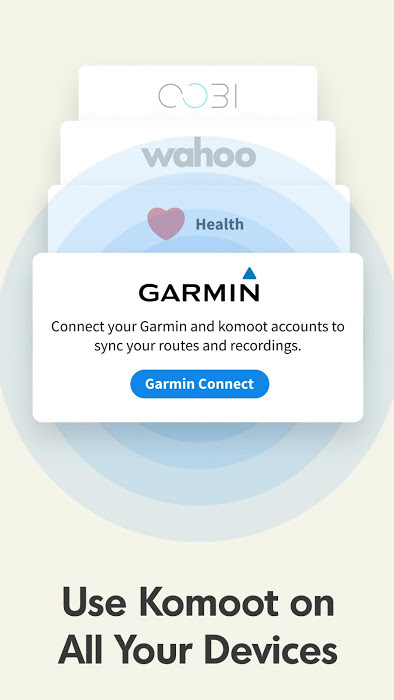 COBI
wahoo
Health
GARMIN
Connect your Garmin and komoot accounts to
sync your routes and recordings.
Garmin Connect
Use Komoot on
All Your Devices